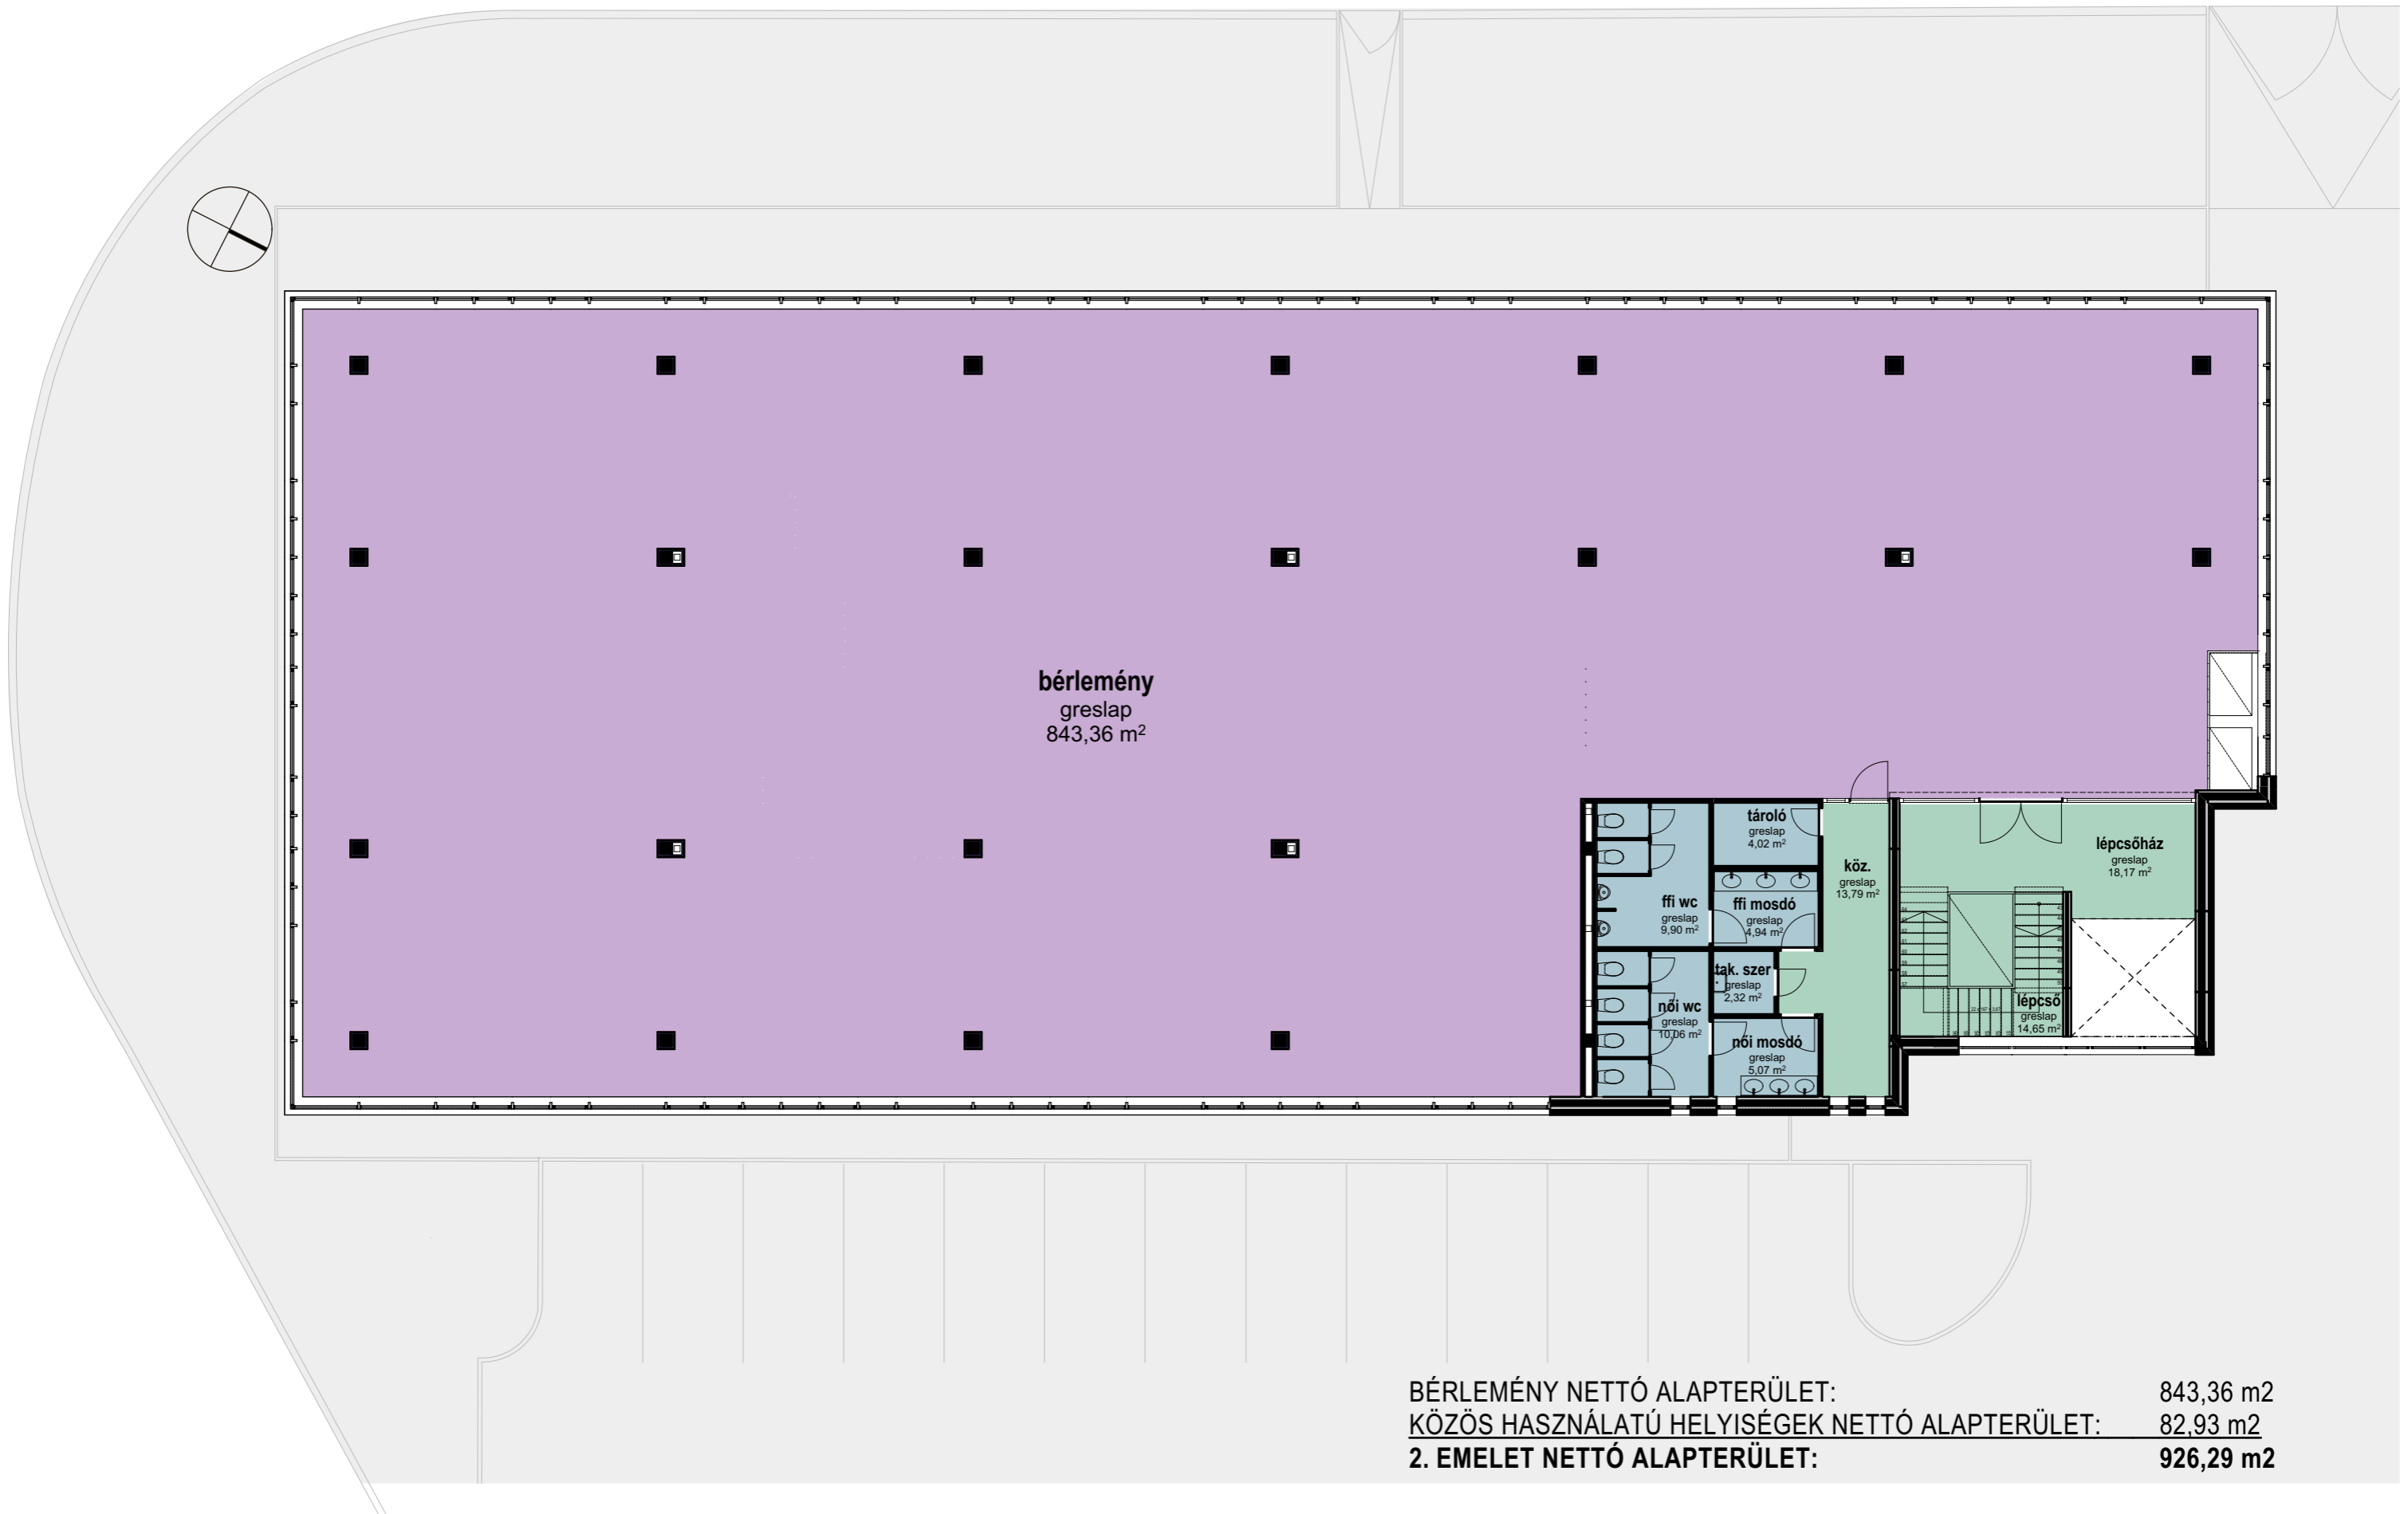 bérlemény
greslap
843,36 m²
tároló
greslap
4,02 m²
ffi wc
greslap
9,90 m²
ffi mosdó
greslap
4,94 m²
köz.
greslap
13,79 m²
lépcsőház
greslap
18,17 m²
tak. szer
greslap
2,32 m²
női wc
greslap
10,06 m²
női mosdó
greslap
5,07 m²
lépcső
greslap
14,65 m²
BÉRLEMÉNY NETTÓ ALAPTERÜLET: 843,36 m2
KÖZÖS HASZNÁLATÚ HELYISÉGEK NETTÓ ALAPTERÜLET: 82,93 m2
2. EMELET NETTÓ ALAPTERÜLET: 926,29 m2